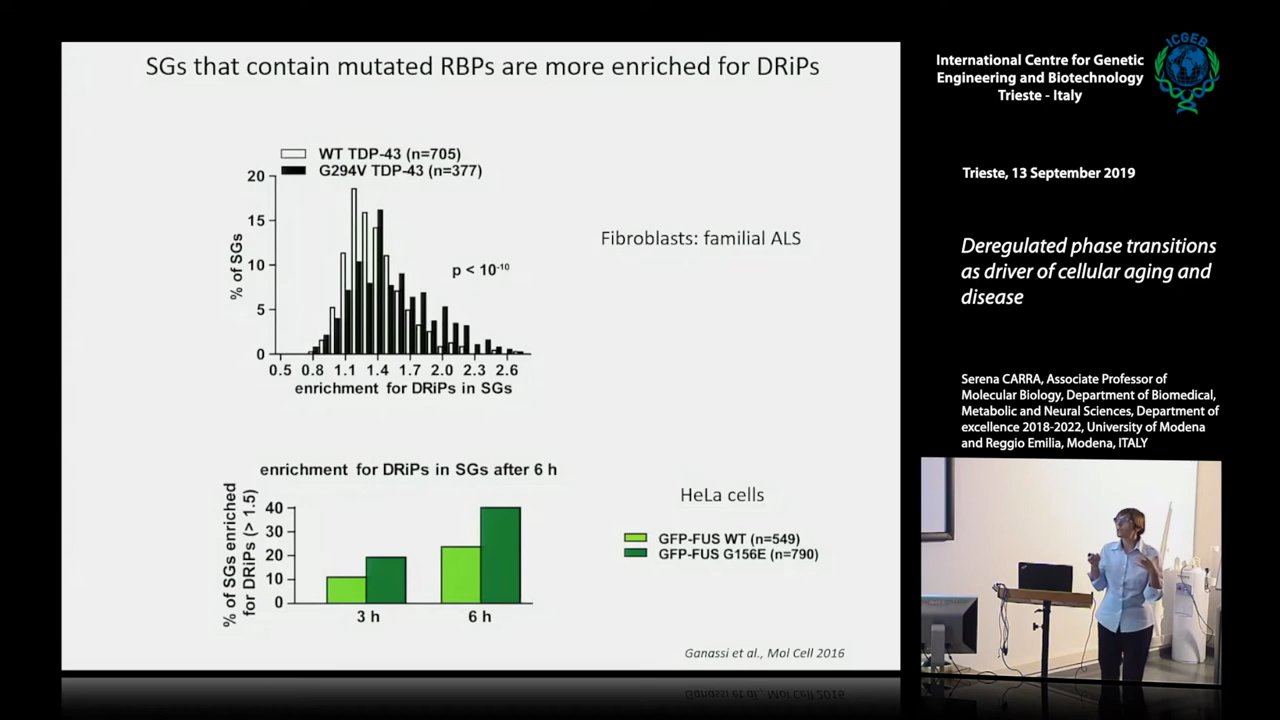 SGs that contain mutated RBPs are more enriched for DRiPs
WT TDP-43 (n=705)
G294V TDP-43 (n=377)
20
15
10
5
0
% of SGs
p < 10-10
0.5 0.8 1.1 1.4 1.7 2.0 2.3 2.6
enrichment for DRiPs in SGs
Fibroblasts: familial ALS
enrichment for DRiPs in SGs after 6 h
% of SGs enriched
for DRiPs (> 1.5)
40
30
20
10
0
3 h 6 h
HeLa cells
GFP-FUS WT (n=549)
GFP-FUS G156E (n=790)
Ganassi et al., Mol Cell 2016
International Centre for Genetic
Engineering and Biotechnology
Trieste - Italy
ICGEB
Trieste, 13 September 2019
Deregulated phase transitions
as driver of cellular aging and
disease
Serena CARRA, Associate Professor of
Molecular Biology, Department of Biomedical,
Metabolic and Neural Sciences, Department of
excellence 2018-2022, University of Modena
and Reggio Emilia, Modena, ITALY